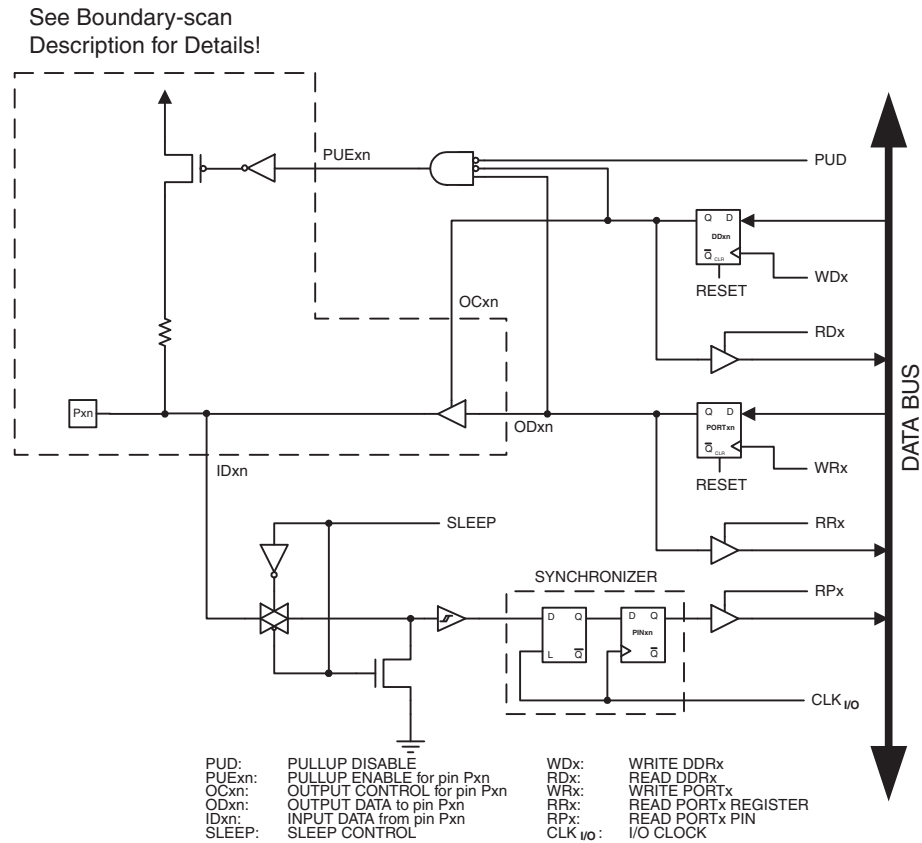 See Boundary-scan
Description for Details!
PUExn
PUD
Q D
DDxn
Q CLR
RESET
WDx
OCxn
RDx
Pxn
ODxn
Q D
PORTxn
Q CLR
RESET
WRx
IDxn
DATA BUS
SLEEP
RRx
SYNCHRONIZER
RPx
D Q
L Q
D Q
PINxn
Q
CLK I/O
PUD: PULLUP DISABLE
PUExn: PULLUP ENABLE for pin Pxn
OCxn: OUTPUT CONTROL for pin Pxn
ODxn: OUTPUT DATA to pin Pxn
IDxn: INPUT DATA from pin Pxn
SLEEP: SLEEP CONTROL
WDx: WRITE DDRx
RDx: READ DDRx
WRx: WRITE PORTx
RRx: READ PORTx REGISTER
RPx: READ PORTx PIN
CLK I/O: I/O CLOCK